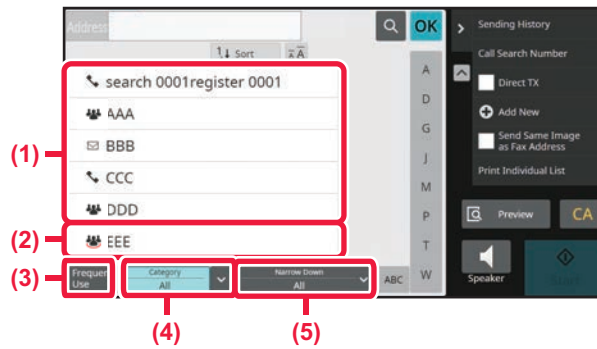 Address
OK
Sending History
Sort
Call Search Number
search 0001register 0001
A
Direct TX
AAA
D
Add New
BBB
G
Send Same Image
as Fax Address
(1)
CCC
J
Print Individual List
M
DDD
P
Preview
CA
(2)
EEE
T
(3)
Frequen
Use
Category
All
Narrow Down
All
ABC
W
Speaker
Start
(4)
(5)